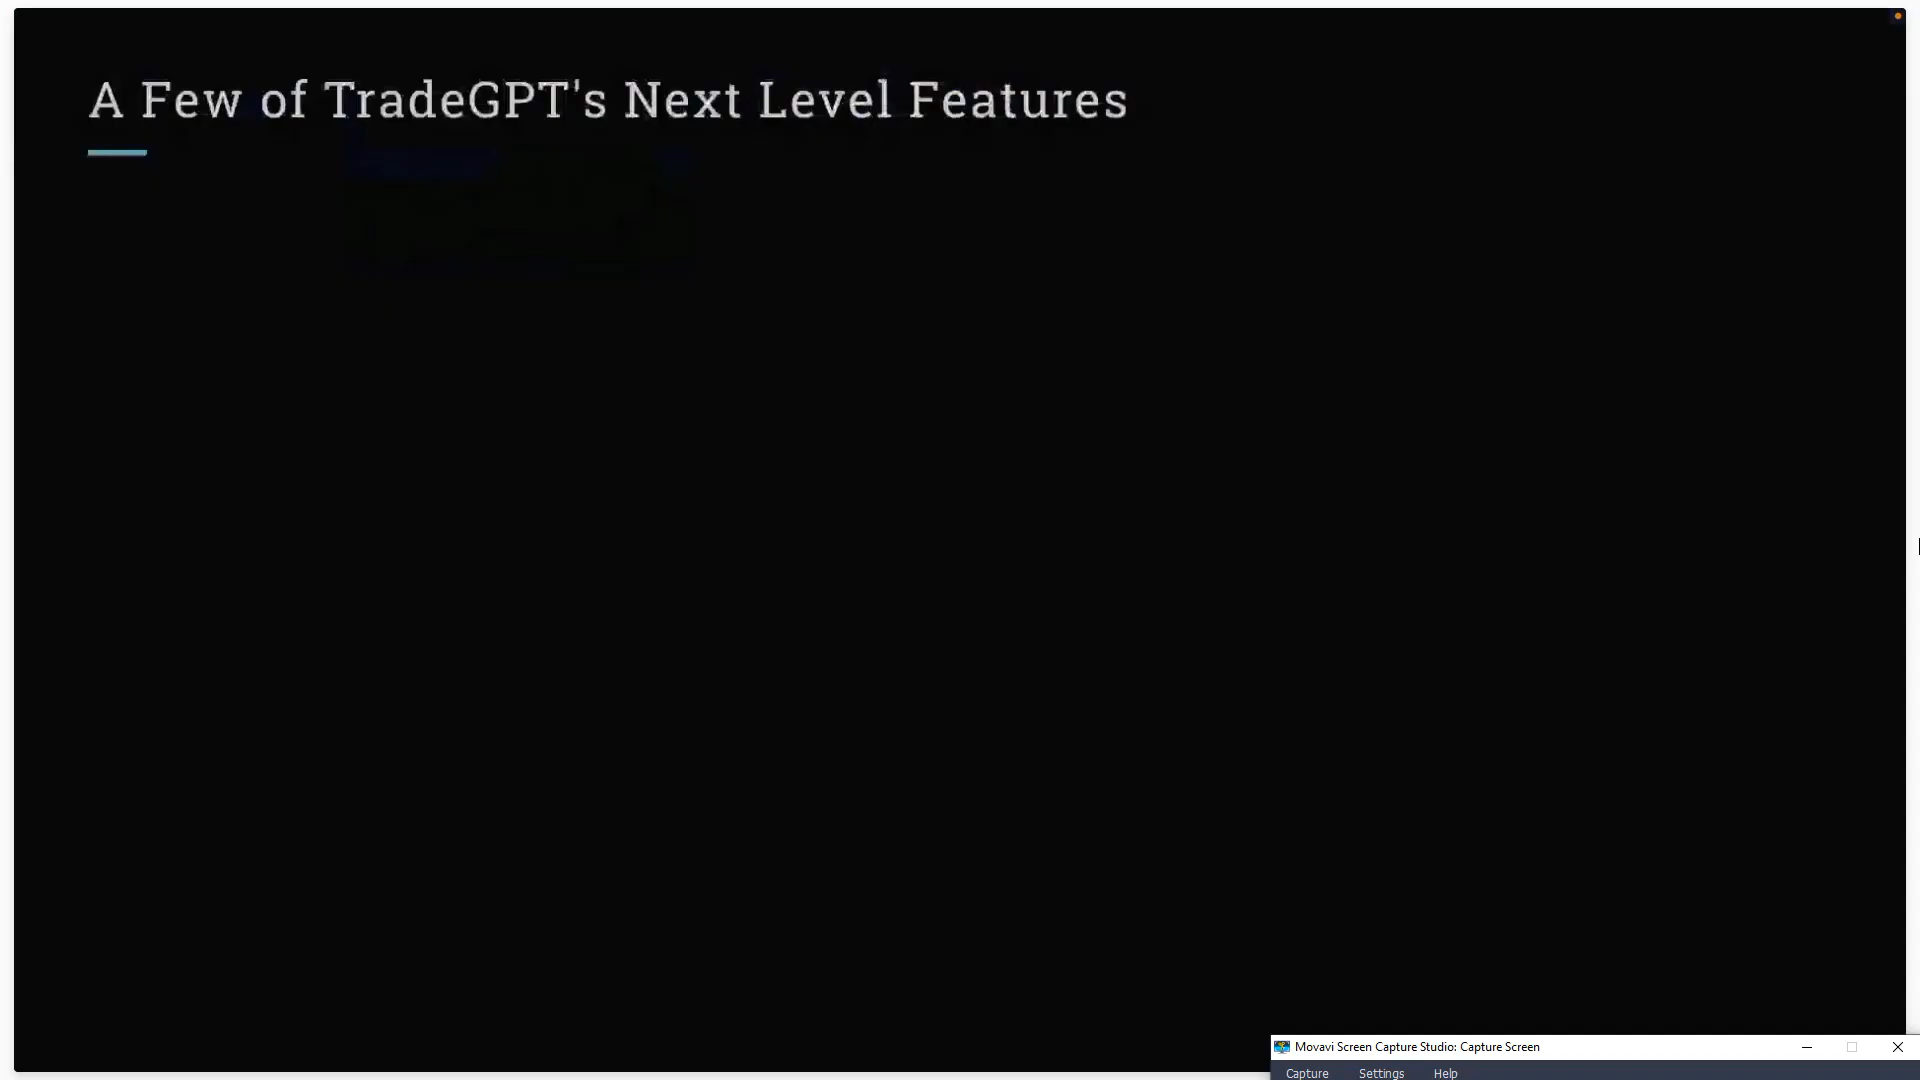 A Few of TradeGPT's Next Level Features
Movavi Screen Capture Studio: Capture Screen
Capture Settings Help